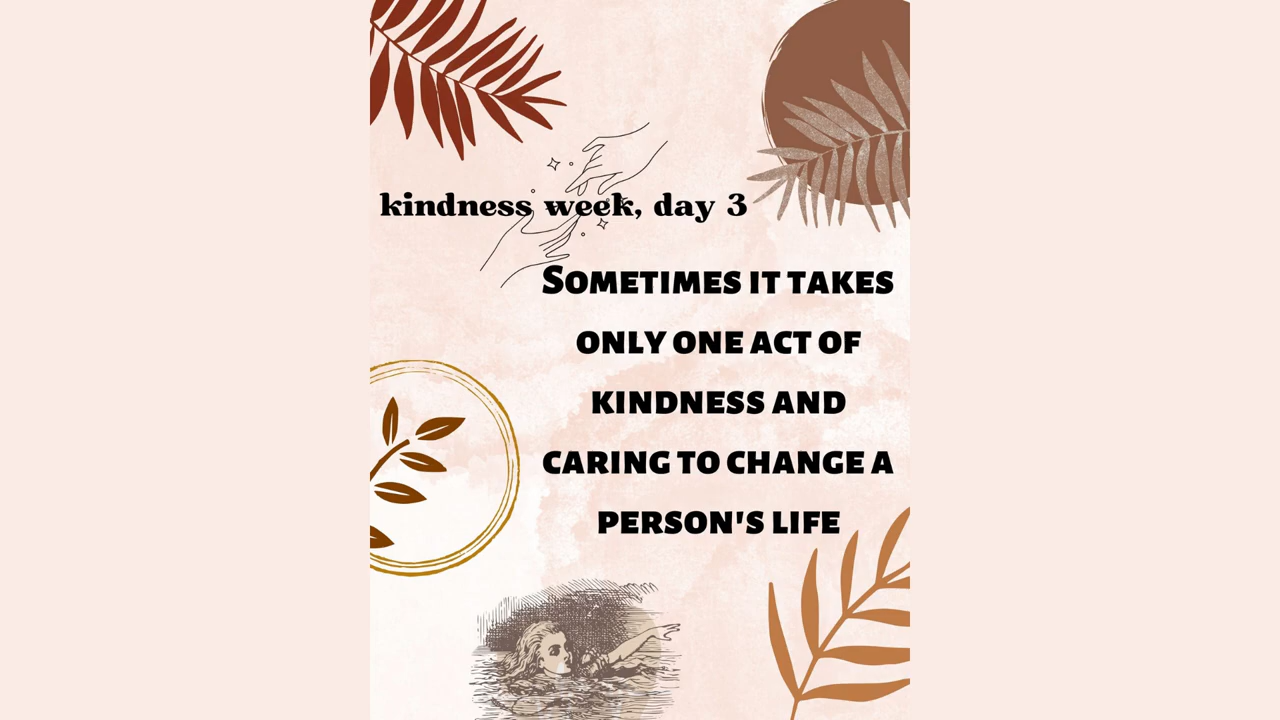 kindness week, day 3
Sometimes it takes
only one act of
kindness and
caring to change a
person's life